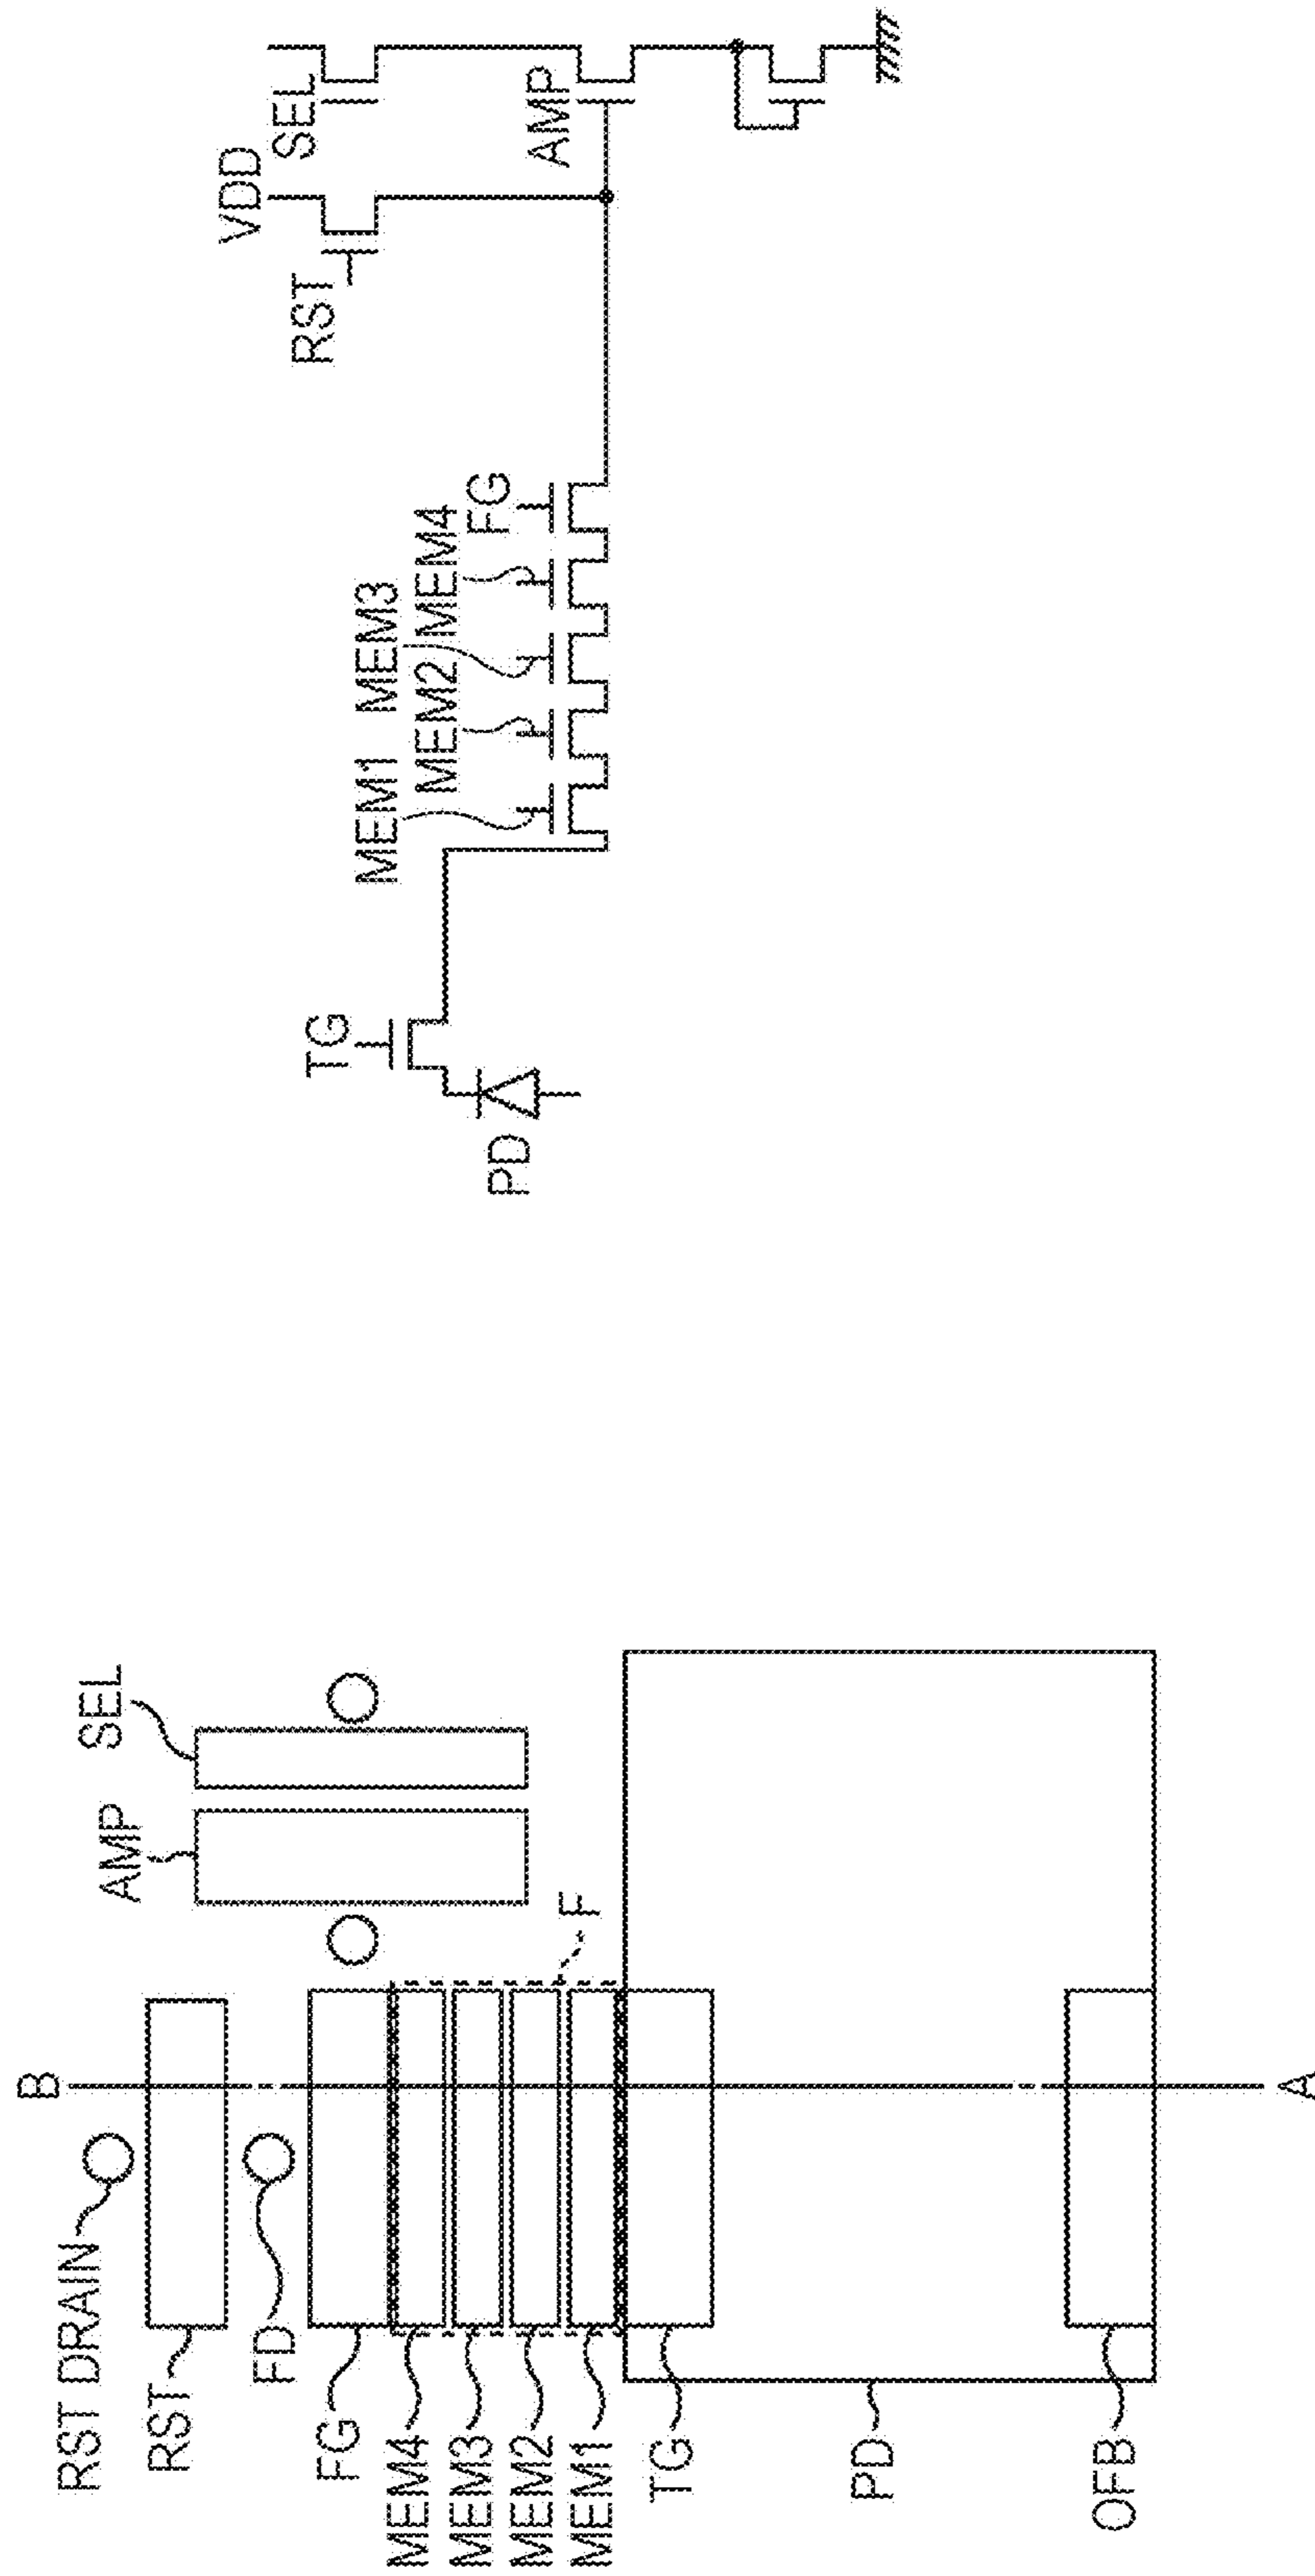 B
RST DRAIN
RST
FD
FG
MEM4
MEM3
MEM2
MEM1
TG
PD
OFB
A
AMP
SEL
F
PD
TG
MEM1
MEM2
MEM3
MEM4
FG
RST
VDD
SEL
AMP